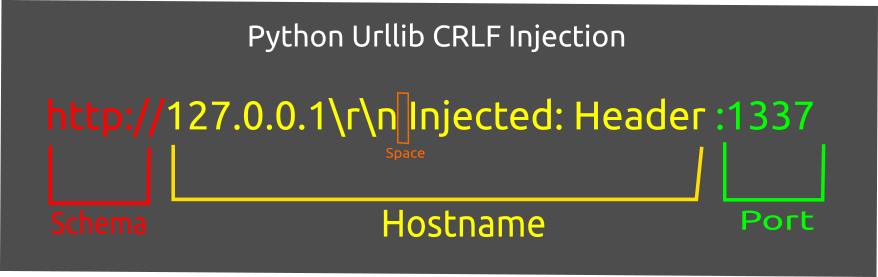 Python Urllib CRLF Injection
http://127.0.0.1\r\n Injected: Header :1337
Space
Schema
Hostname
Port